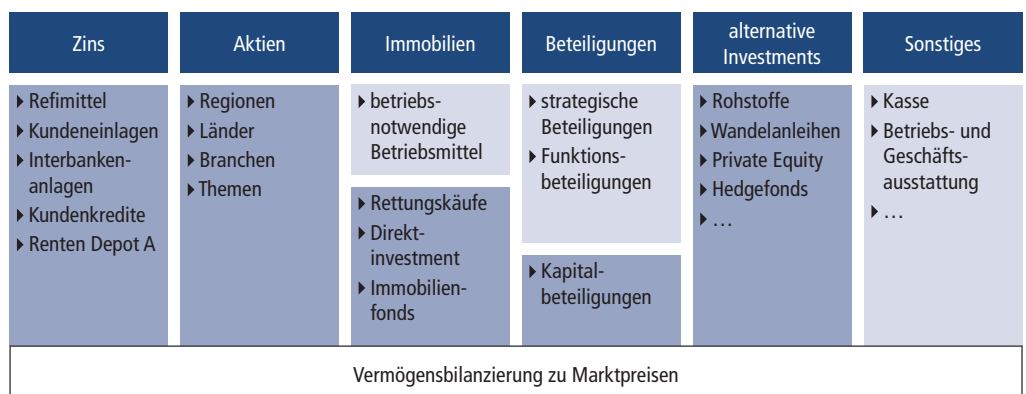 Zins
Aktien
Immobilien
Beteiligungen
alternative
Investments
Sonstiges
▸ Refimittel
▸ Kundeneinlagen
▸ Interbanken-
anlagen
▸ Kundenkredite
▸ Renten Depot A
▸ Regionen
▸ Länder
▸ Branchen
▸ Themen
▸ betriebs-
notwendige
Betriebsmittel
▸ Rettungskäufe
▸ Direkt-
investment
▸ Immobilien-
fonds
▸ strategische
Beteiligungen
▸ Funktions-
beteiligungen
▸ Kapital-
beteiligungen
▸ Rohstoffe
▸ Wandelanleihen
▸ Private Equity
▸ Hedgefonds
▸ …
▸ Kasse
▸ Betriebs- und
Geschäfts-
ausstattung
▸ …
Vermögensbilanzierung zu Marktpreisen